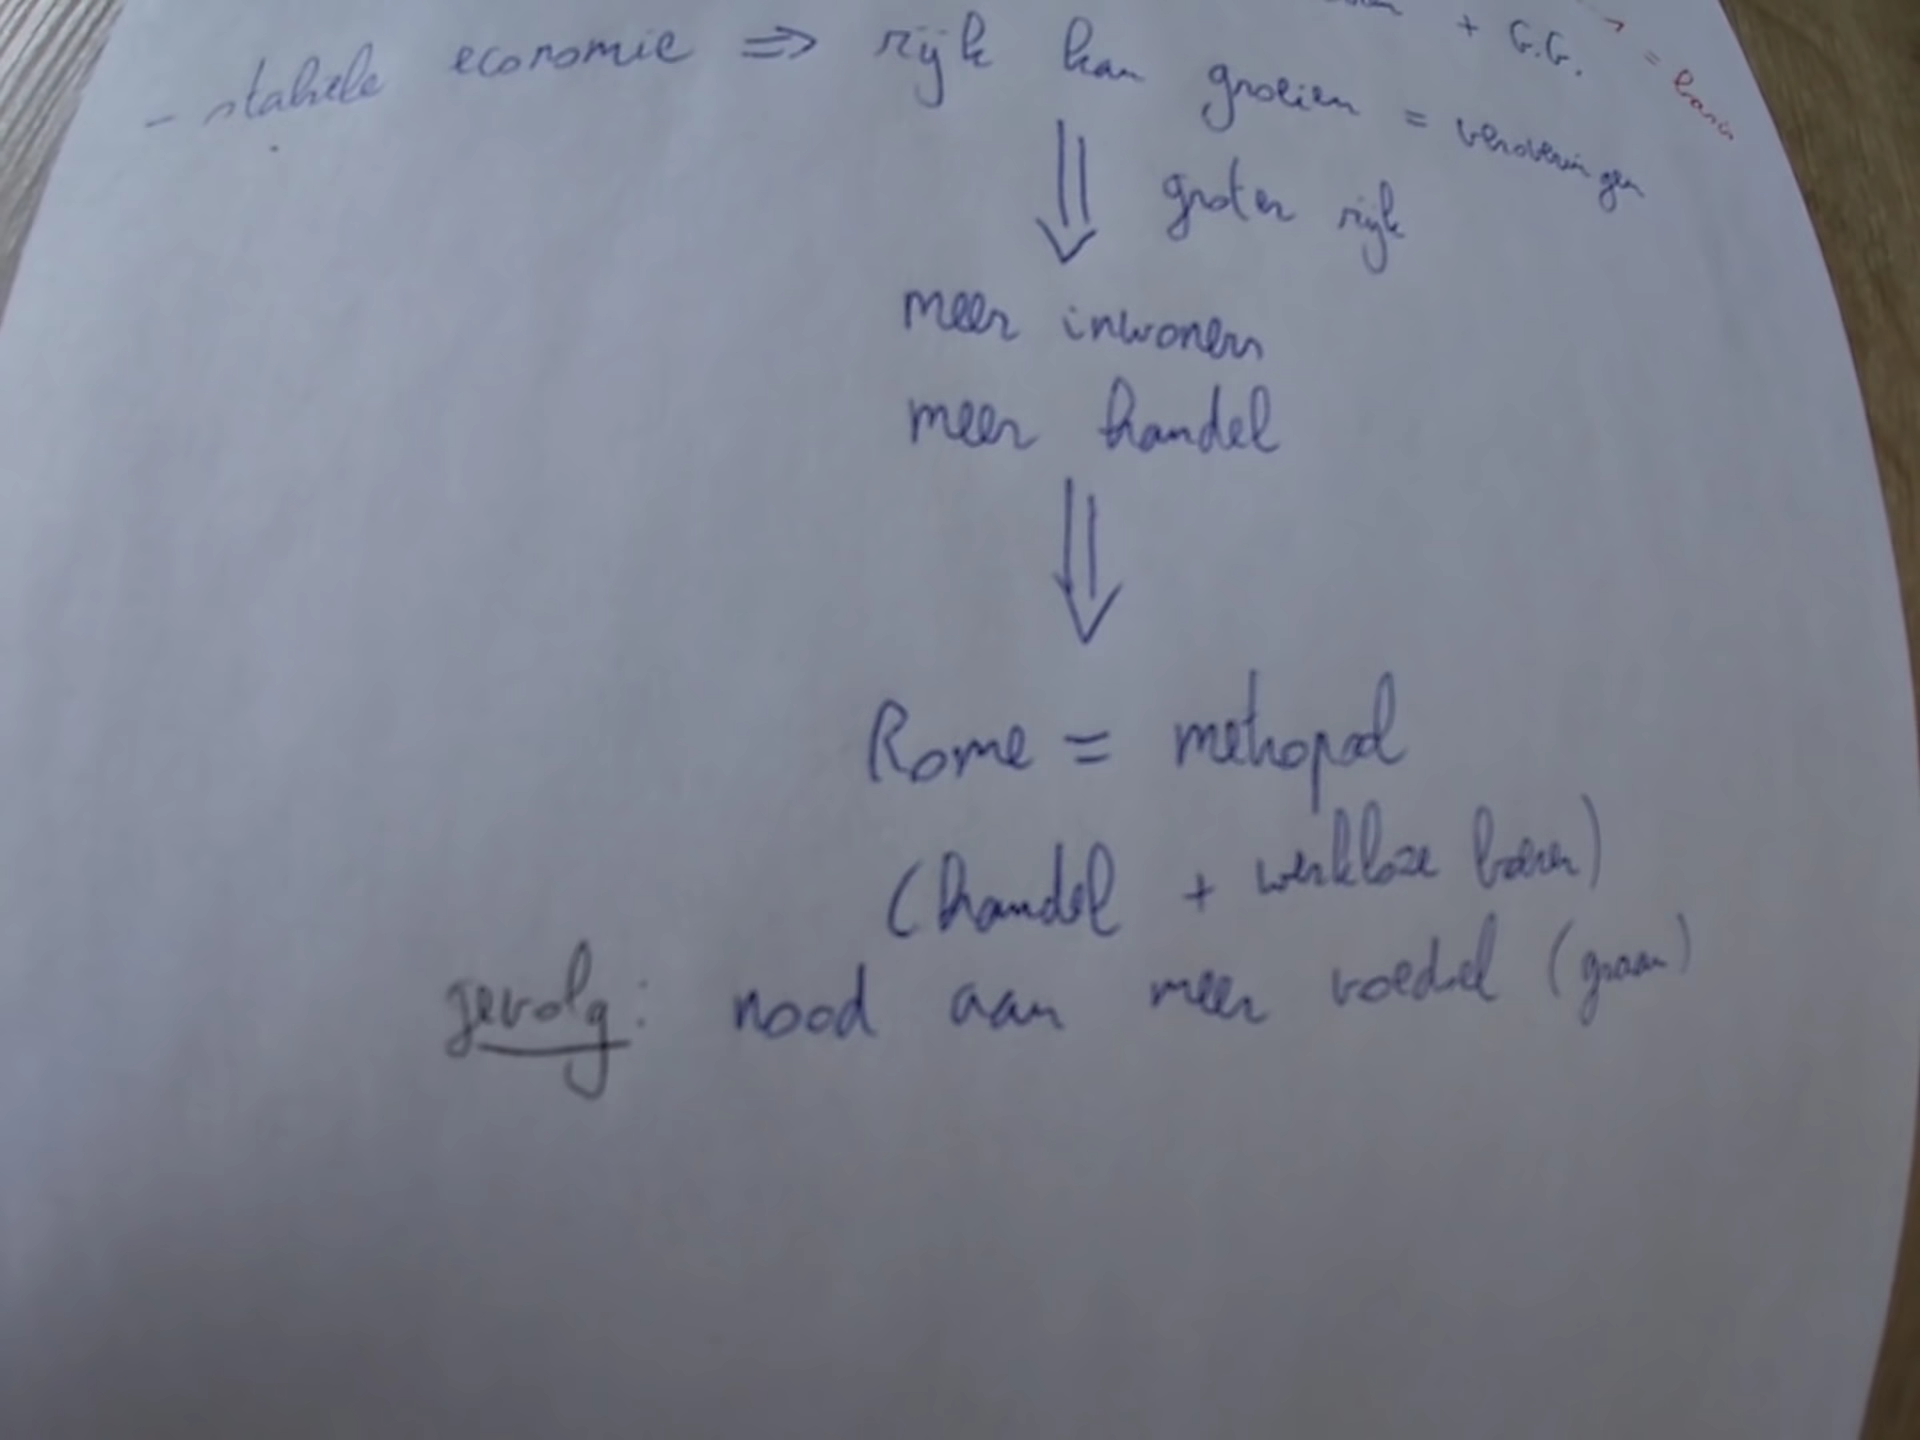 + G.G.
= basis
- stabiele economie => rijk kan groeien = veroveringen
groter rijk
meer inwoners
meer handel
Rome = metropool
(handel + werkloze boeren)
gevolg: nood aan meer voedsel (graan)